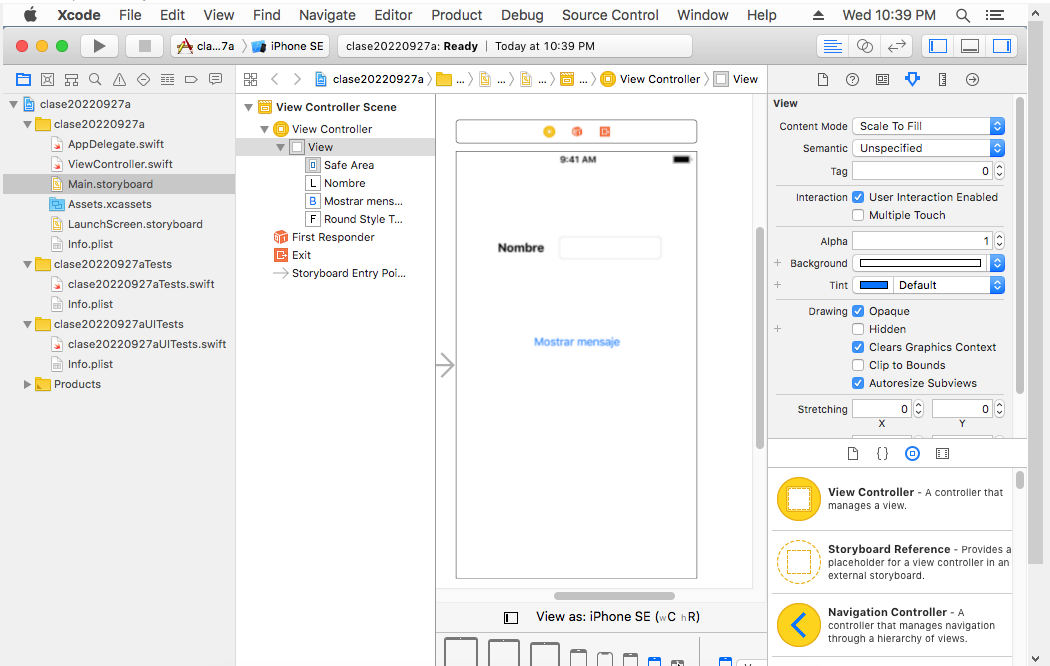 Xcode File Edit View Find Navigate Editor Product Debug Source Control Window Help Wed 10:39 PM
cla...7a iPhone SE clase20220927a: Ready Today at 10:39 PM
clase20220927a ... ... ... ... View Controller View
clase20220927a
clase20220927a
AppDelegate.swift
ViewController.swift
Main.storyboard
Assets.xcassets
LaunchScreen.storyboard
Info.plist
clase20220927aTests
clase20220927aTests.swift
Info.plist
clase20220927aUITests
clase20220927aUITests.swift
Info.plist
Products
View Controller Scene
View Controller
View
Safe Area
L Nombre
B Mostrar mens...
F Round Style T...
First Responder
Exit
Storyboard Entry Poi...
9:41 AM
Nombre
Mostrar mensaje
View as: iPhone SE (wC hR)
View
Content Mode Scale To Fill
Semantic Unspecified
Tag 0
Interaction User Interaction Enabled
Multiple Touch
Alpha 1
Background
Tint Default
Drawing Opaque
Hidden
Clears Graphics Context
Clip to Bounds
Autoresize Subviews
Stretching 0 0
X Y
{}
View Controller - A controller that
manages a view.
Storyboard Reference - Provides a
placeholder for a view controller in an
external storyboard.
Navigation Controller - A
controller that manages navigation
through a hierarchy of views.